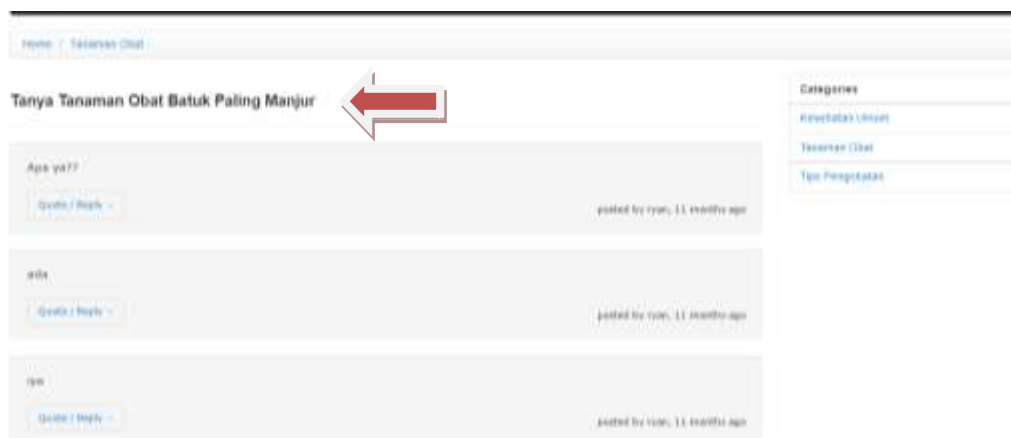 Home / Tanaman Obat
Tanya Tanaman Obat Batuk Paling Manjur
Apa ya??
Quote / Reply
posted by ryan, 11 months ago
ada
Quote / Reply
posted by ryan, 11 months ago
iya
Quote / Reply
posted by ryan, 11 months ago
Categories
Kesehatan Umum
Tanaman Obat
Tips Pengobatan